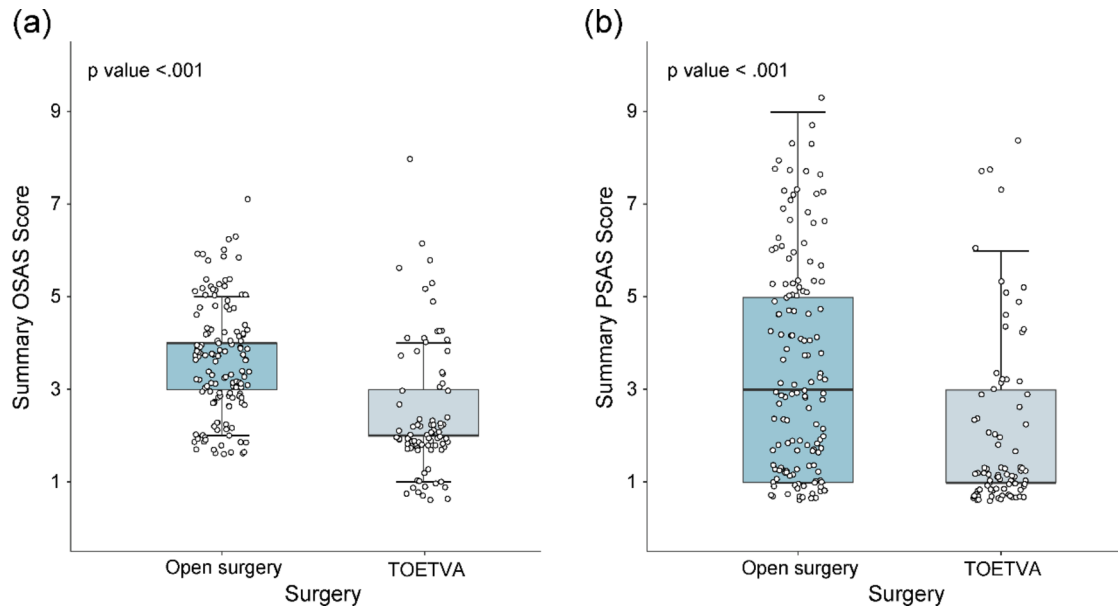 (a)
p value <.001
Summary OSAS Score
9
7
5
3
1
Open surgery
TOETVA
Surgery
(b)
p value < .001
Summary PSAS Score
9
7
5
3
1
Open surgery
TOETVA
Surgery